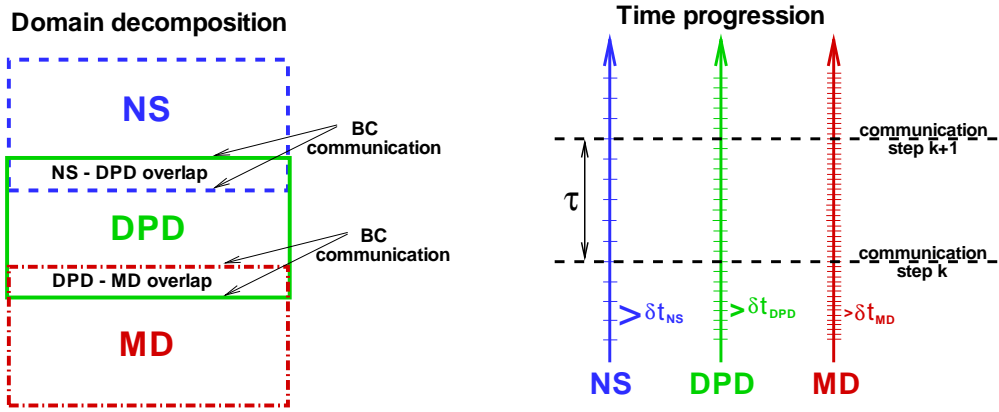 Domain decomposition
NS
BC
communication
NS - DPD overlap
DPD
BC
communication
DPD - MD overlap
MD
Time progression
communication
step k+1
τ
communication
step k
>δt_NS
>δt_DPD
>δt_MD
NS
DPD
MD